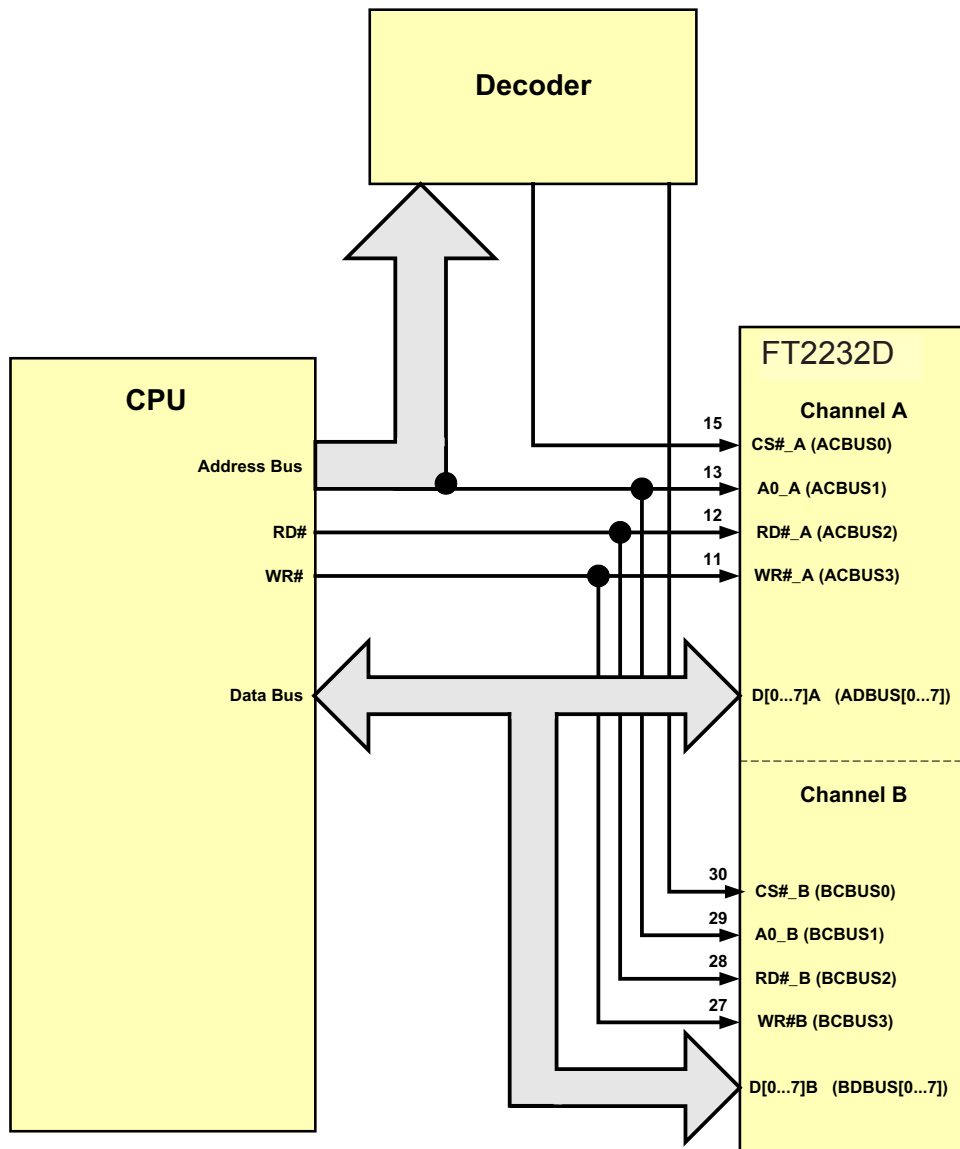 Decoder
CPU
Address Bus
RD#
WR#
Data Bus
FT2232D
Channel A
15
CS#_A (ACBUS0)
13
A0_A (ACBUS1)
12
RD#_A (ACBUS2)
11
WR#_A (ACBUS3)
D[0...7]A (ADBUS[0...7])
Channel B
30
CS#_B (BCBUS0)
29
A0_B (BCBUS1)
28
RD#_B (BCBUS2)
27
WR#B (BCBUS3)
D[0...7]B (BDBUS[0...7])